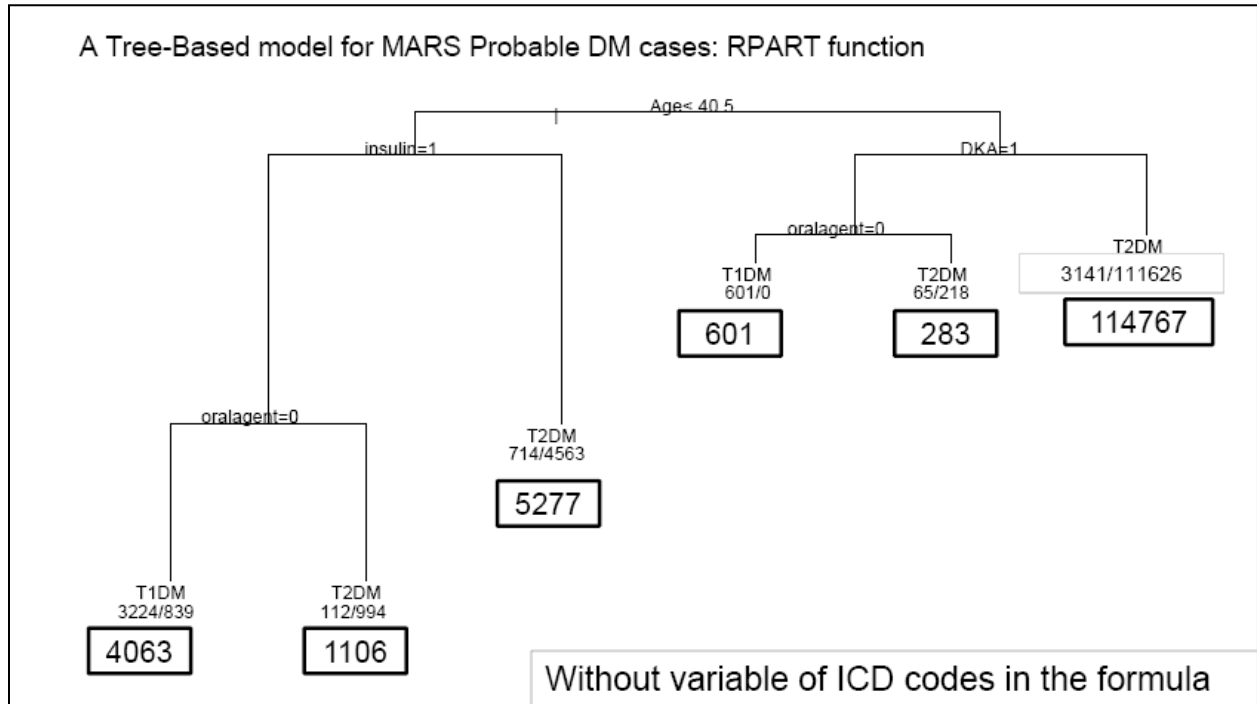 A Tree-Based model for MARS Probable DM cases: RPART function
Age< 40.5
insulin=1
DKA=1
oralagent=0
T1DM
601/0
601
T2DM
65/218
283
T2DM
3141/111626
114767
oralagent=0
T2DM
714/4563
5277
T1DM
3224/839
4063
T2DM
112/994
1106
Without variable of ICD codes in the formula